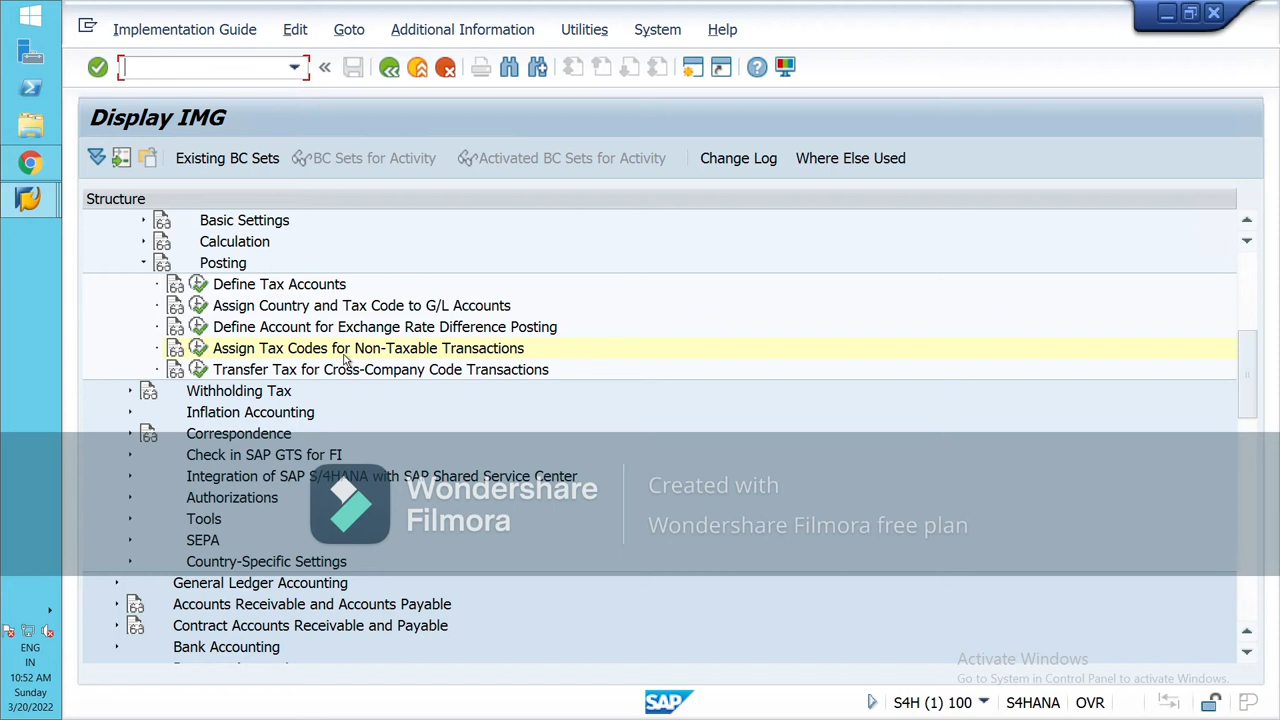 Implementation Guide Edit Goto Additional Information Utilities System Help
Display IMG
Existing BC Sets BC Sets for Activity Activated BC Sets for Activity Change Log Where Else Used
Structure
Basic Settings
Calculation
Posting
Define Tax Accounts
Assign Country and Tax Code to G/L Accounts
Define Account for Exchange Rate Difference Posting
Assign Tax Codes for Non-Taxable Transactions
Transfer Tax for Cross-Company Code Transactions
Withholding Tax
Inflation Accounting
Correspondence
Check in SAP GTS for FI
Integration of SAP S/4HANA with SAP Shared Service Center
Authorizations
Tools
SEPA
Country-Specific Settings
General Ledger Accounting
Accounts Receivable and Accounts Payable
Contract Accounts Receivable and Payable
Bank Accounting
Wondershare
Filmora
Created with
Wondershare Filmora free plan
Activate Windows
Go to System in Control Panel to activate Windows.
ENG
IN
10:52 AM
Sunday
3/20/2022
SAP
S4H (1) 100 S4HANA OVR